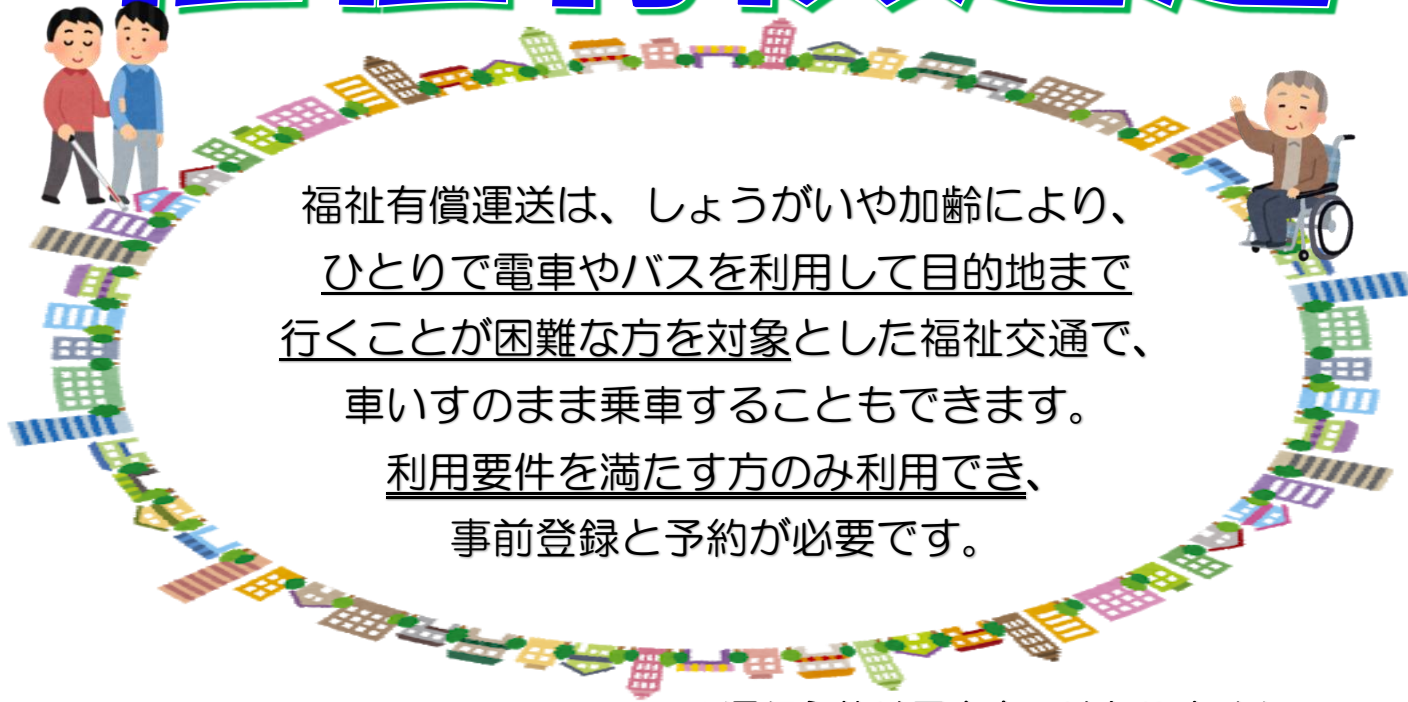 福祉有償運送は、しょうがいや加齢により、
ひとりで電車やバスを利用して目的地まで
行くことが困難な方を対象とした福祉交通で、
車いすのまま乗車することもできます。
利用要件を満たす方のみ利用でき、
事前登録と予約が必要です。